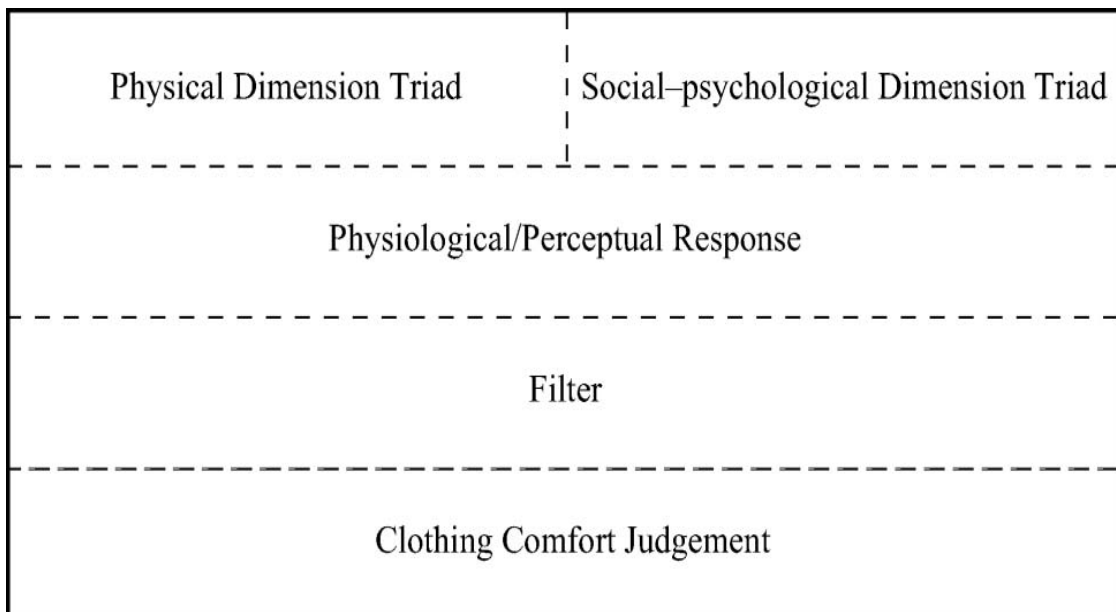 Physical Dimension Triad
Social–psychological Dimension Triad
Physiological/Perceptual Response
Filter
Clothing Comfort Judgement